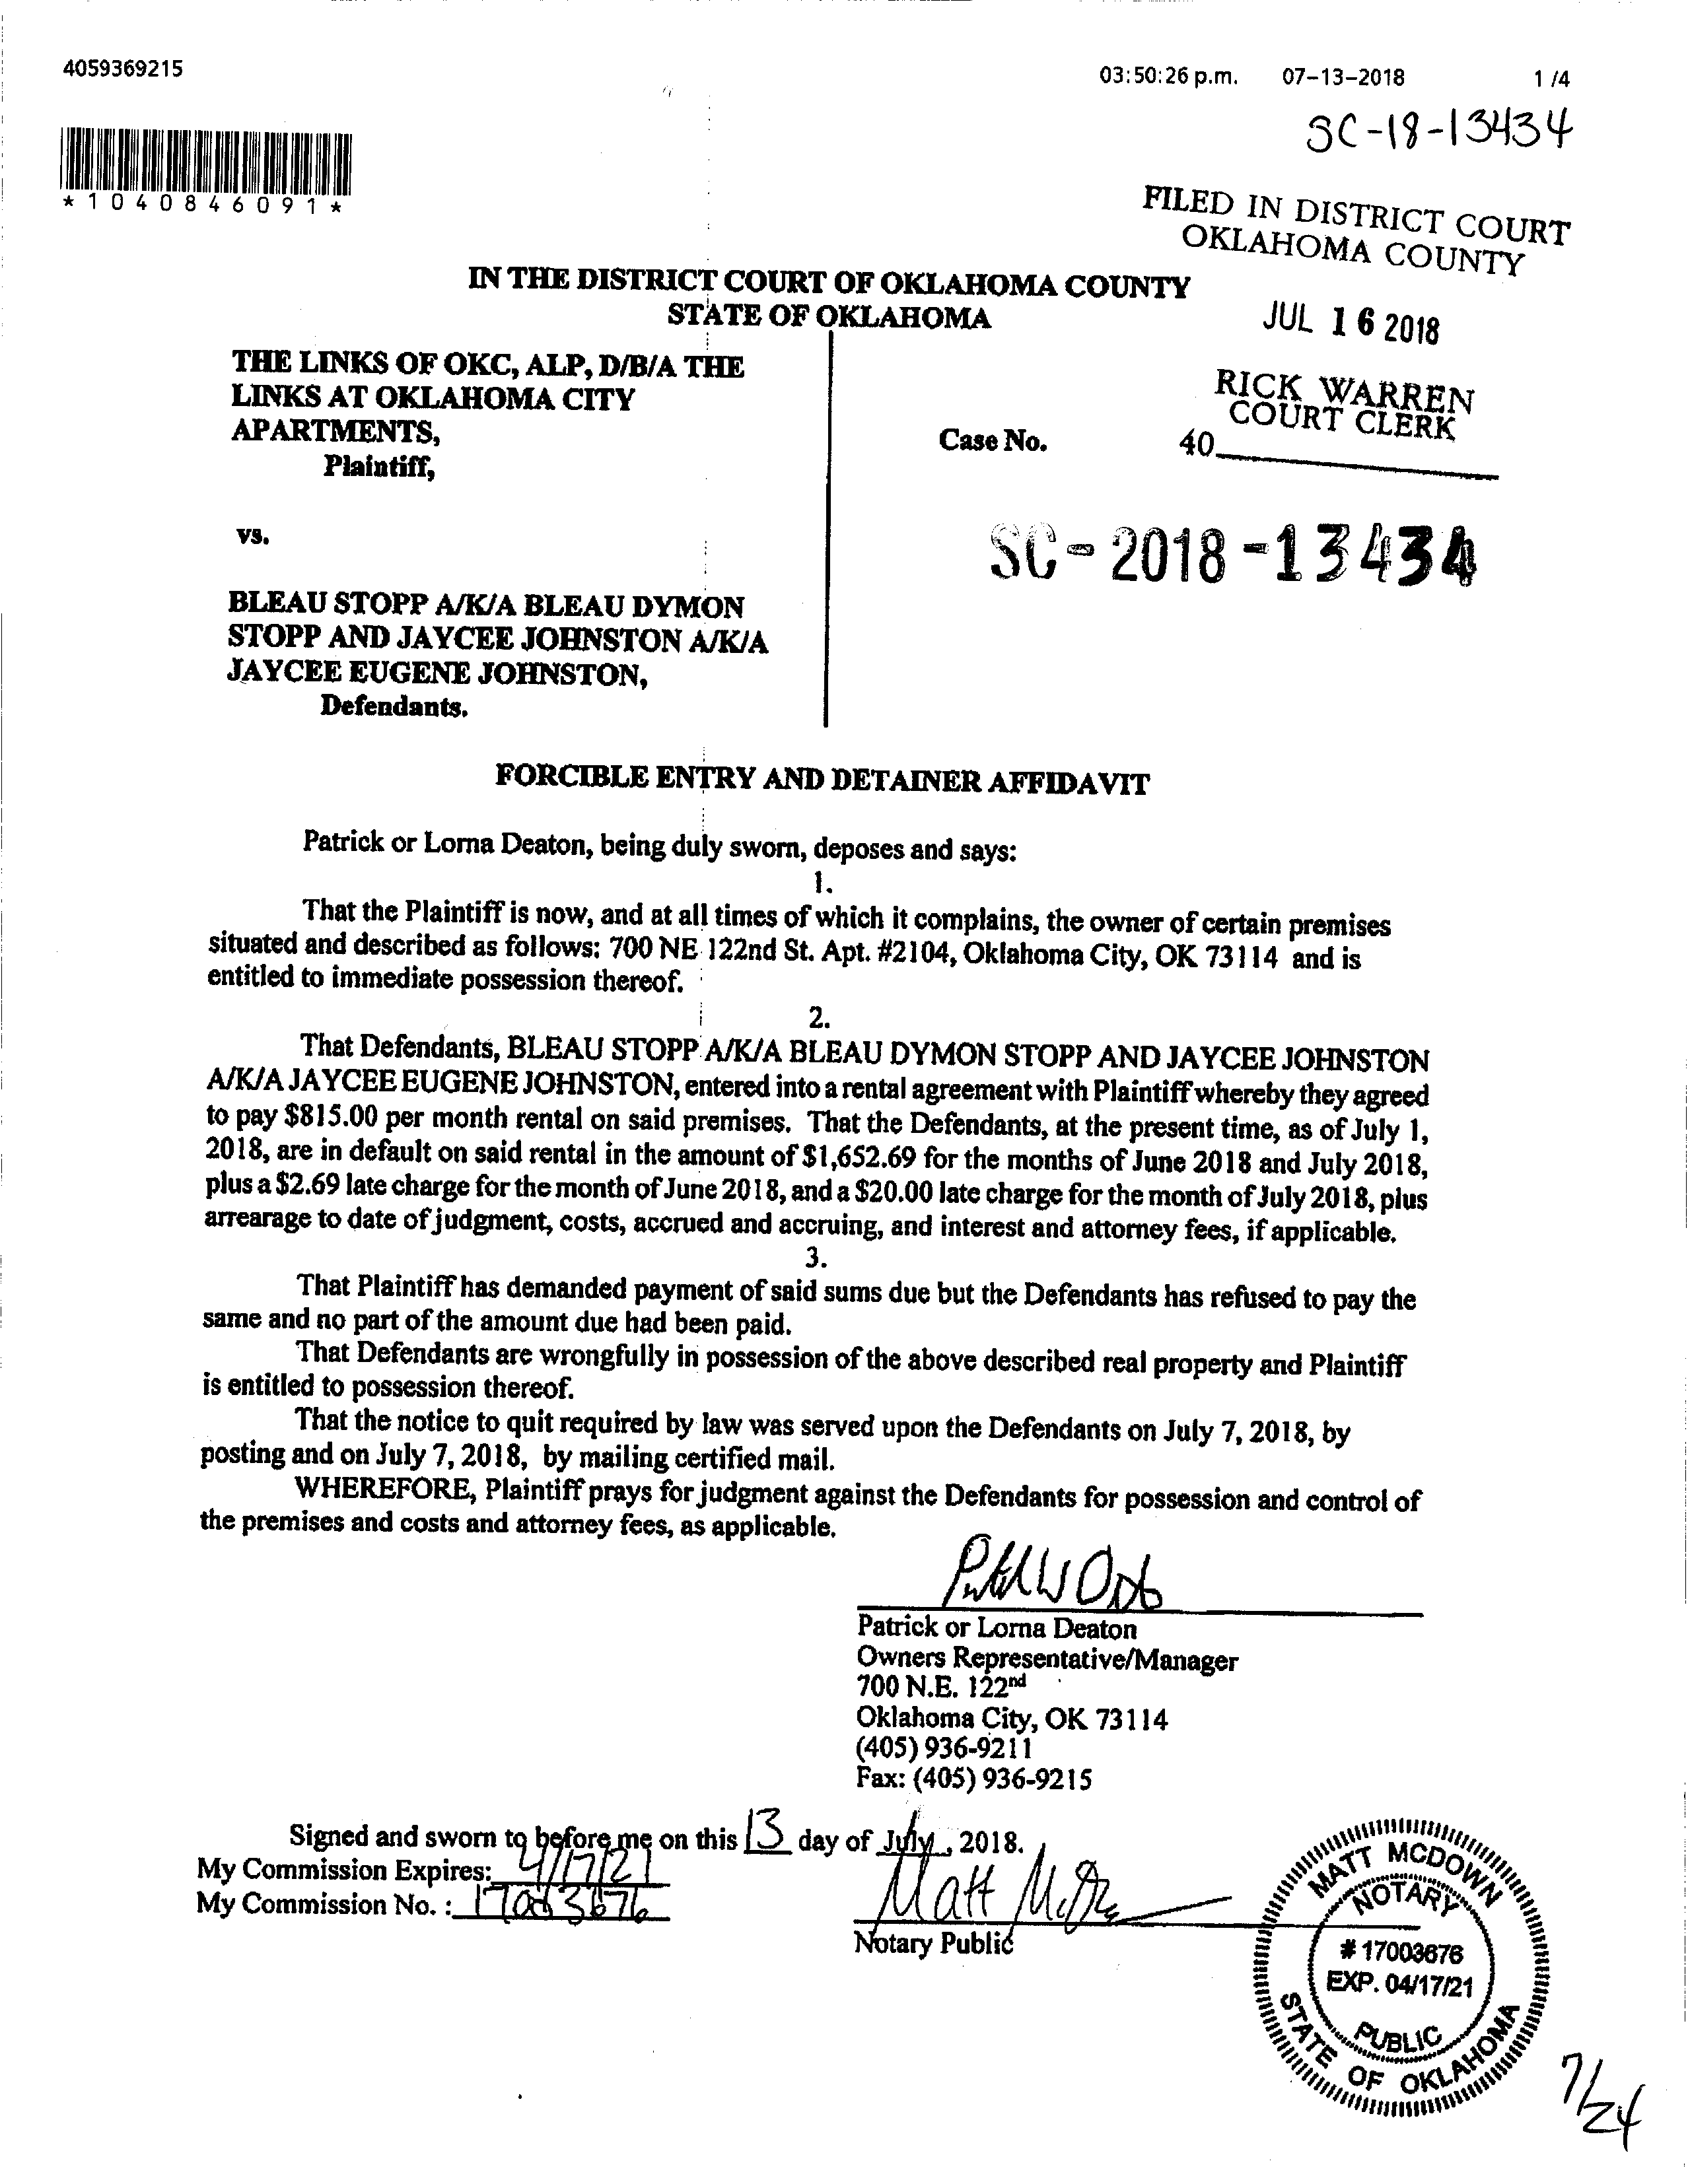 4059369215 03:50:26 p.m. 07-13-2018 1 /4
SC-18-13434
*1040846091*
FILED IN DISTRICT COURT
OKLAHOMA COUNTY
IN THE DISTRICT COURT OF OKLAHOMA COUNTY
STATE OF OKLAHOMA
JUL 16 2018
THE LINKS OF OKC, ALP, D/B/A THE
LINKS AT OKLAHOMA CITY
APARTMENTS,
Plaintiff,
RICK WARREN
COURT CLERK
Case No. 40
vs.
SC-2018-13434
BLEAU STOPP A/K/A BLEAU DYMON
STOPP AND JAYCEE JOHNSTON A/K/A
JAYCEE EUGENE JOHNSTON,
Defendants.
FORCIBLE ENTRY AND DETAINER AFFIDAVIT
Patrick or Lorna Deaton, being duly sworn, deposes and says:
1.
That the Plaintiff is now, and at all times of which it complains, the owner of certain premises
situated and described as follows: 700 NE 122nd St. Apt. #2104, Oklahoma City, OK 73114 and is
entitled to immediate possession thereof.
2.
That Defendants, BLEAU STOPP A/K/A BLEAU DYMON STOPP AND JAYCEE JOHNSTON
A/K/A JAYCEE EUGENE JOHNSTON, entered into a rental agreement with Plaintiff whereby they agreed
to pay $815.00 per month rental on said premises. That the Defendants, at the present time, as of July 1,
2018, are in default on said rental in the amount of $1,652.69 for the months of June 2018 and July 2018,
plus a $2.69 late charge for the month of June 2018, and a $20.00 late charge for the month of July 2018, plus
arrearage to date of judgment, costs, accrued and accruing, and interest and attorney fees, if applicable.
3.
That Plaintiff has demanded payment of said sums due but the Defendants has refused to pay the
same and no part of the amount due had been paid.
That Defendants are wrongfully in possession of the above described real property and Plaintiff
is entitled to possession thereof.
That the notice to quit required by law was served upon the Defendants on July 7, 2018, by
posting and on July 7, 2018, by mailing certified mail.
WHEREFORE, Plaintiff prays for judgment against the Defendants for possession and control of
the premises and costs and attorney fees, as applicable.
Patrick or Lorna Deaton
Owners Representative/Manager
700 N.E. 122nd
Oklahoma City, OK 73114
(405) 936-9211
Fax: (405) 936-9215
Signed and sworn to before me on this 13 day of July, 2018.
My Commission Expires: 4/17/21
My Commission No. : 17003676
Matt
Notary Public
MATT MCDOWN
NOTARY
# 17003676
EXP. 04/17/21
PUBLIC
STATE OF OKLAHOMA
7/24